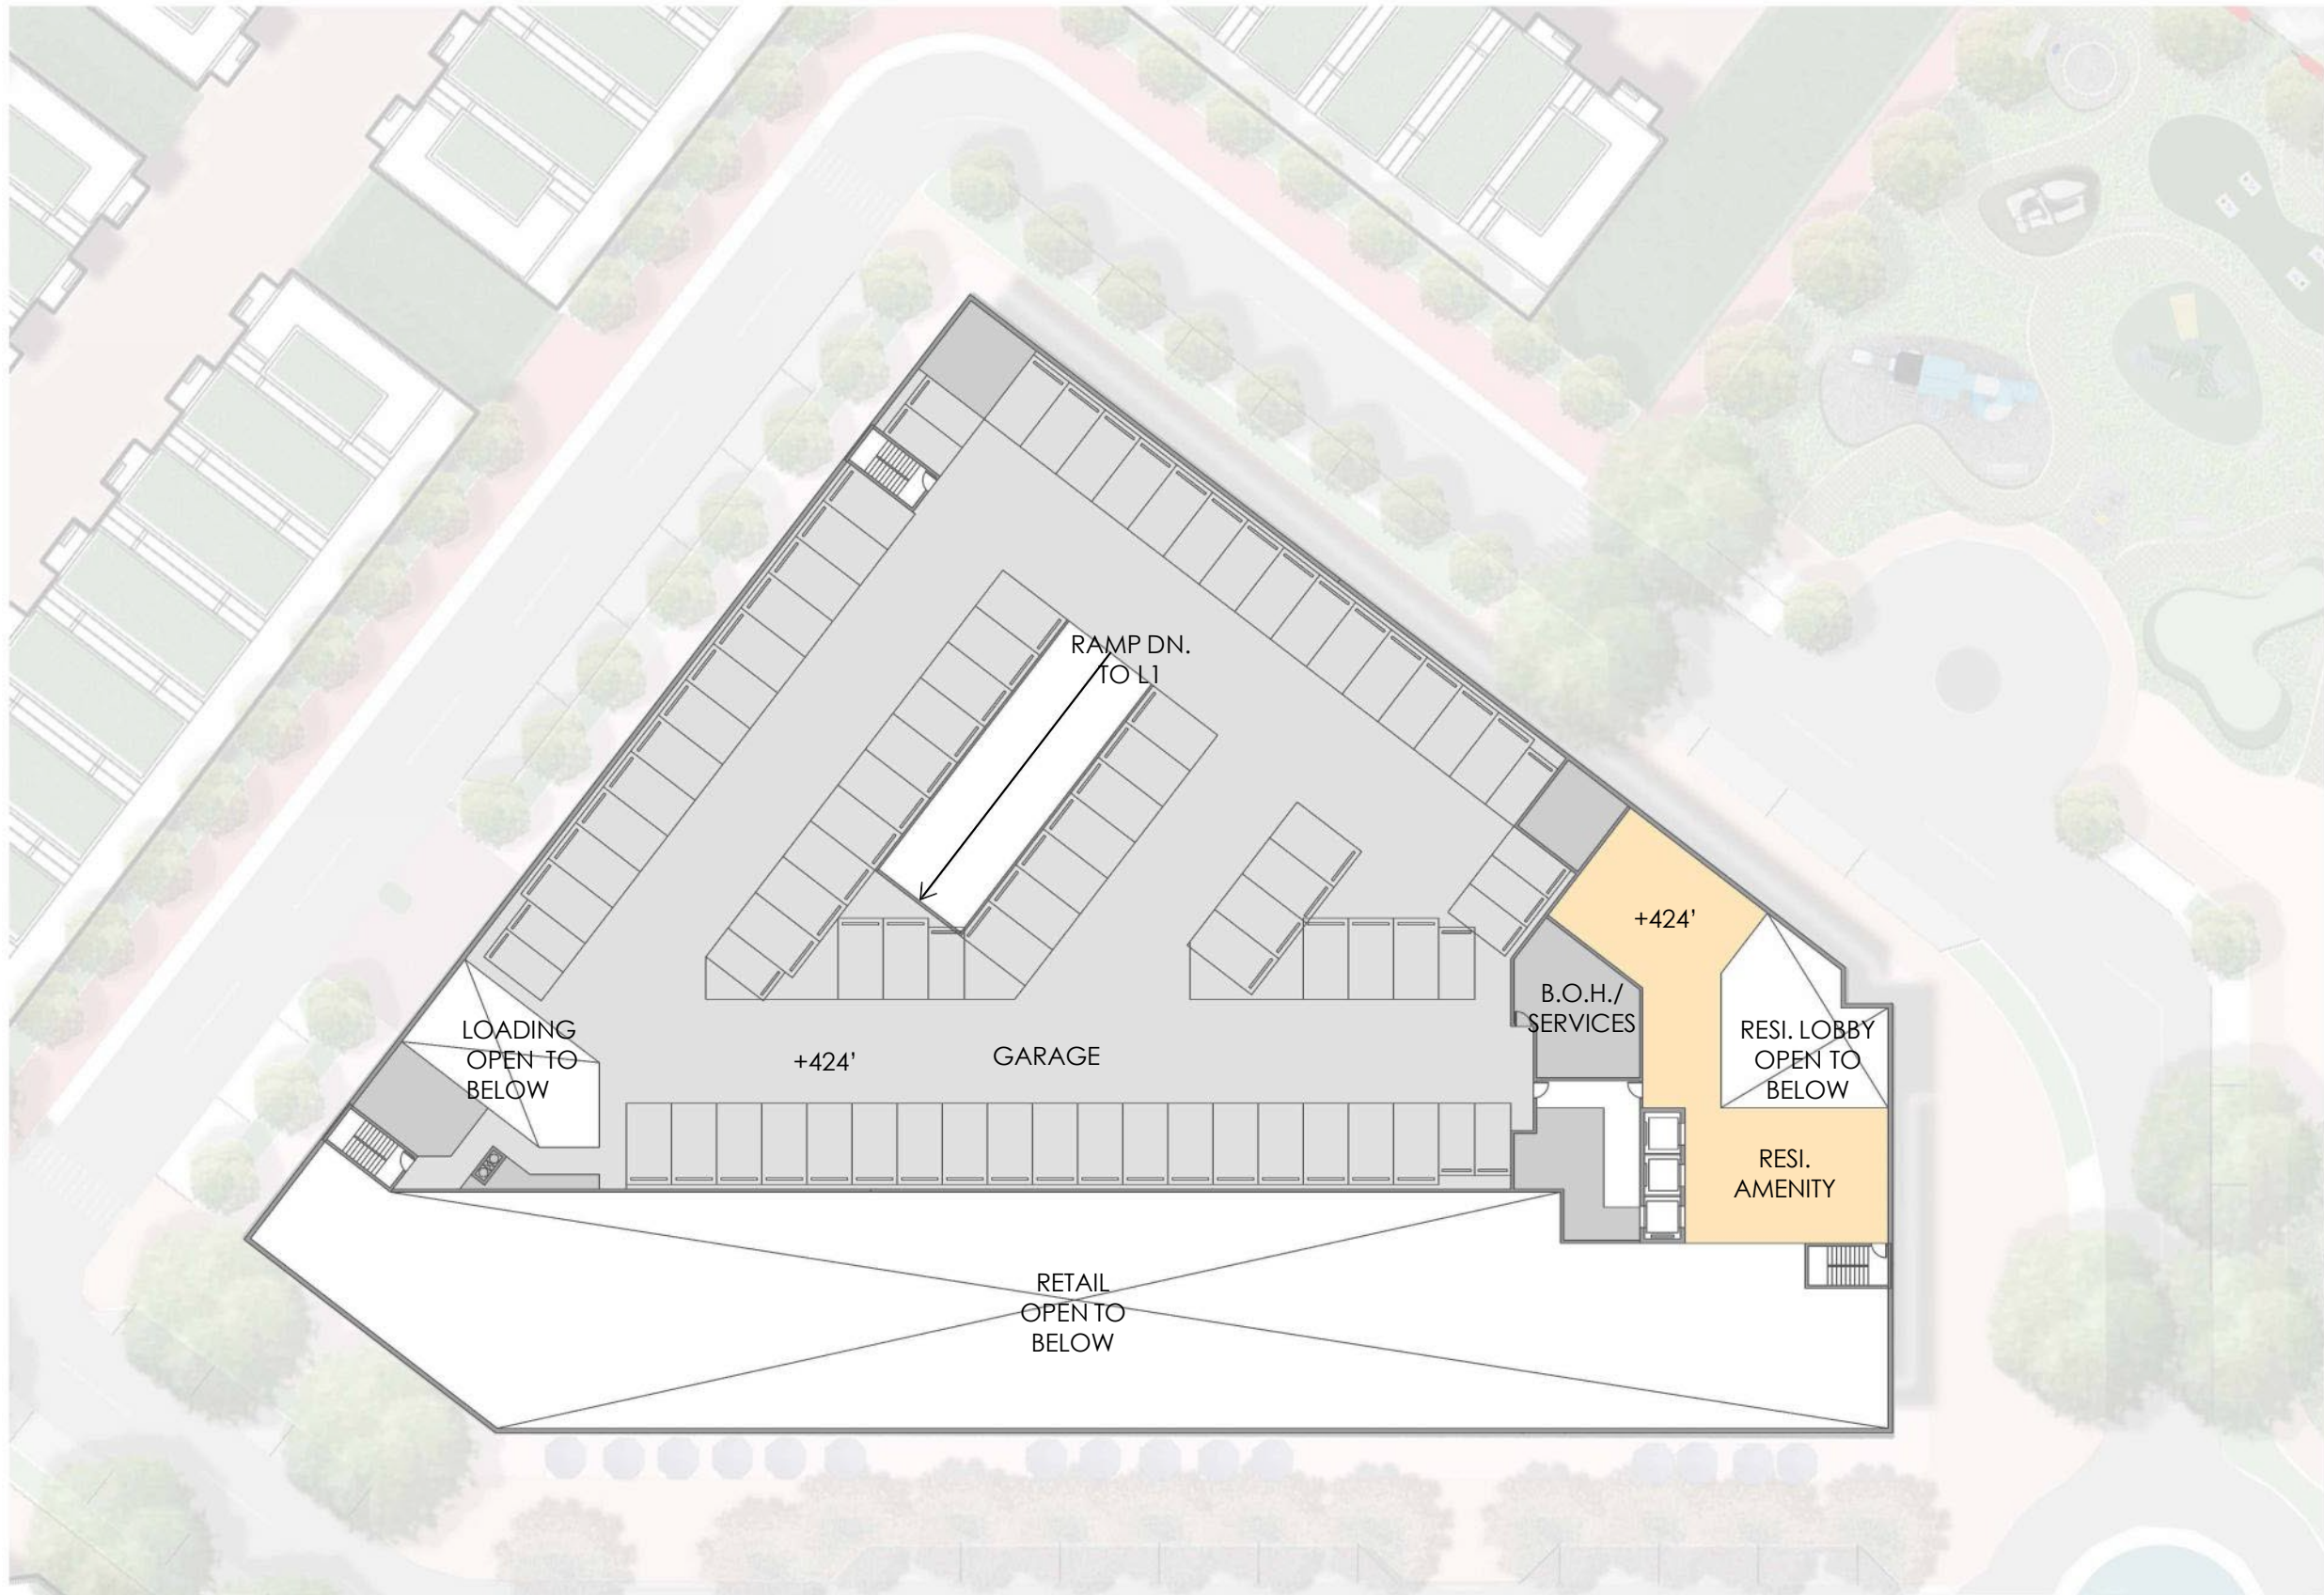 RAMP DN.
TO L1
+424'
B.O.H./
SERVICES
LOADING
OPEN TO
BELOW
+424'
GARAGE
RESI. LOBBY
OPEN TO
BELOW
RESI.
AMENITY
RETAIL
OPEN TO
BELOW